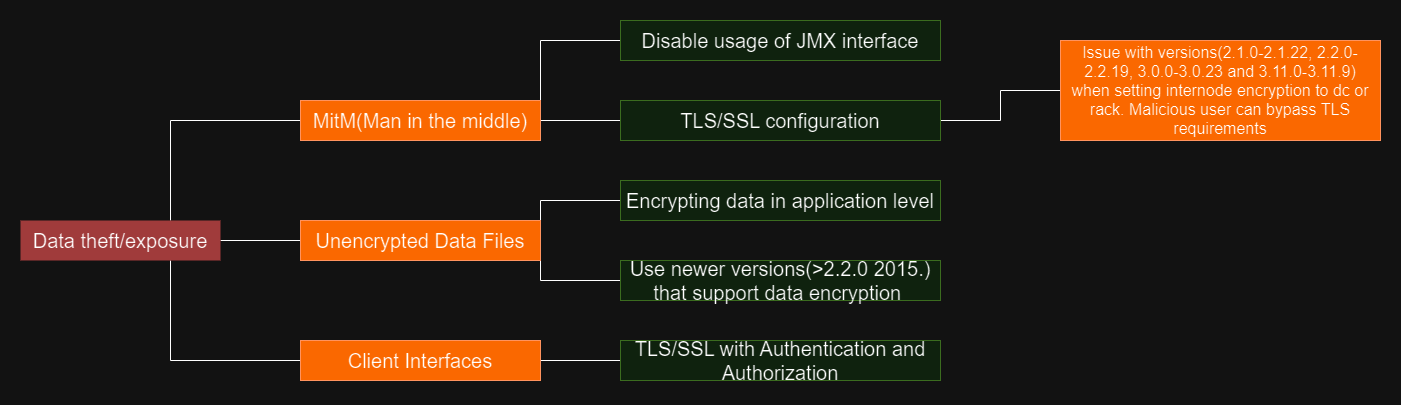 Disable usage of JMX interface
Issue with versions(2.1.0-2.1.22, 2.2.0-
2.2.19, 3.0.0-3.0.23 and 3.11.0-3.11.9)
when setting internode encryption to dc or
rack. Malicious user can bypass TLS
requirements
MitM(Man in the middle)
TLS/SSL configuration
Encrypting data in application level
Data theft/exposure
Unencrypted Data Files
Use newer versions(>2.2.0 2015.)
that support data encryption
Client Interfaces
TLS/SSL with Authentication and
Authorization